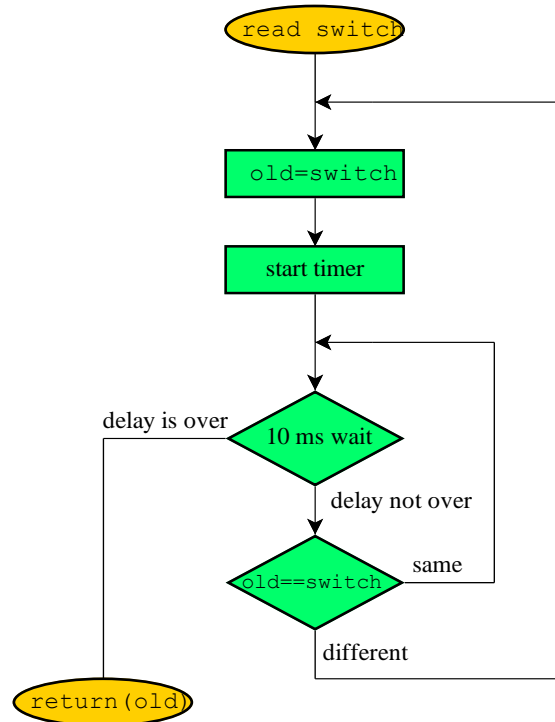 read switch
old=switch
start timer
delay is over
10 ms wait
delay not over
old==switch
same
different
return(old)